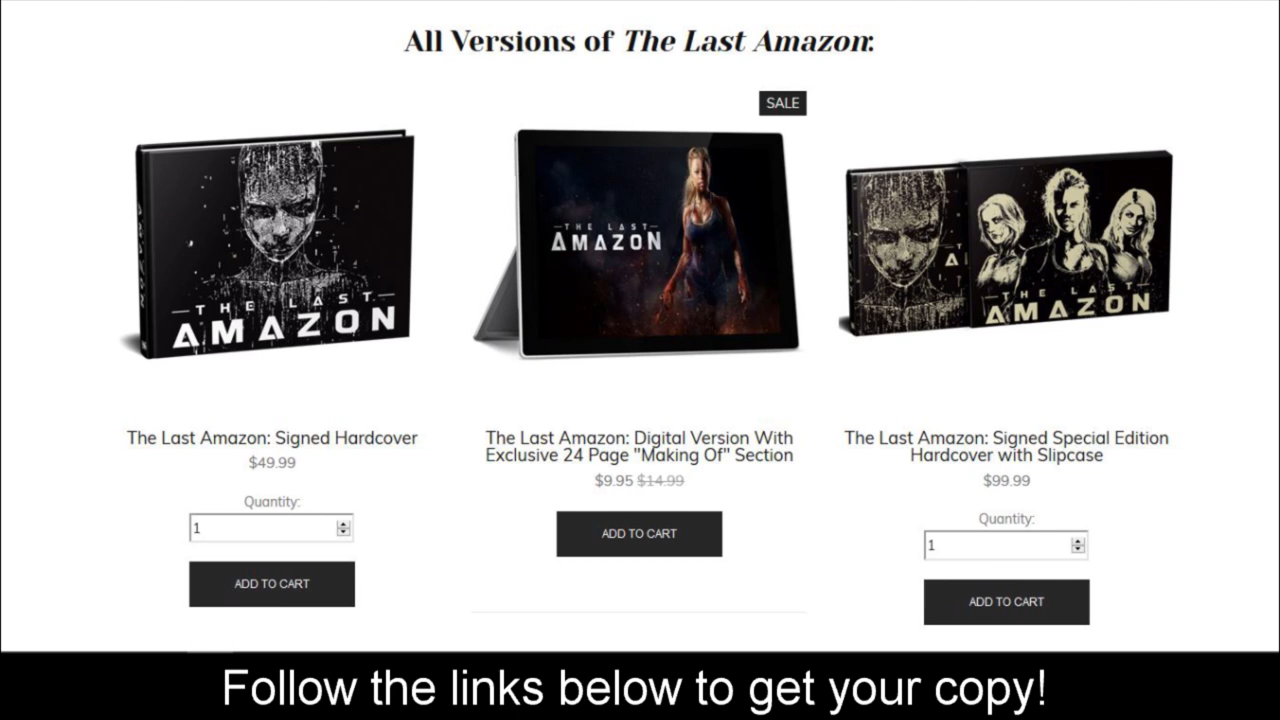 All Versions of The Last Amazon:
SALE
THE LAST
AMAZON
THE LAST
AMAZON
THE LAST
AMAZON
The Last Amazon: Signed Hardcover
$49.99
Quantity:
1
ADD TO CART
The Last Amazon: Digital Version With
Exclusive 24 Page "Making Of" Section
$9.95 $14.99
ADD TO CART
The Last Amazon: Signed Special Edition
Hardcover with Slipcase
$99.99
Quantity:
1
ADD TO CART
Follow the links below to get your copy!